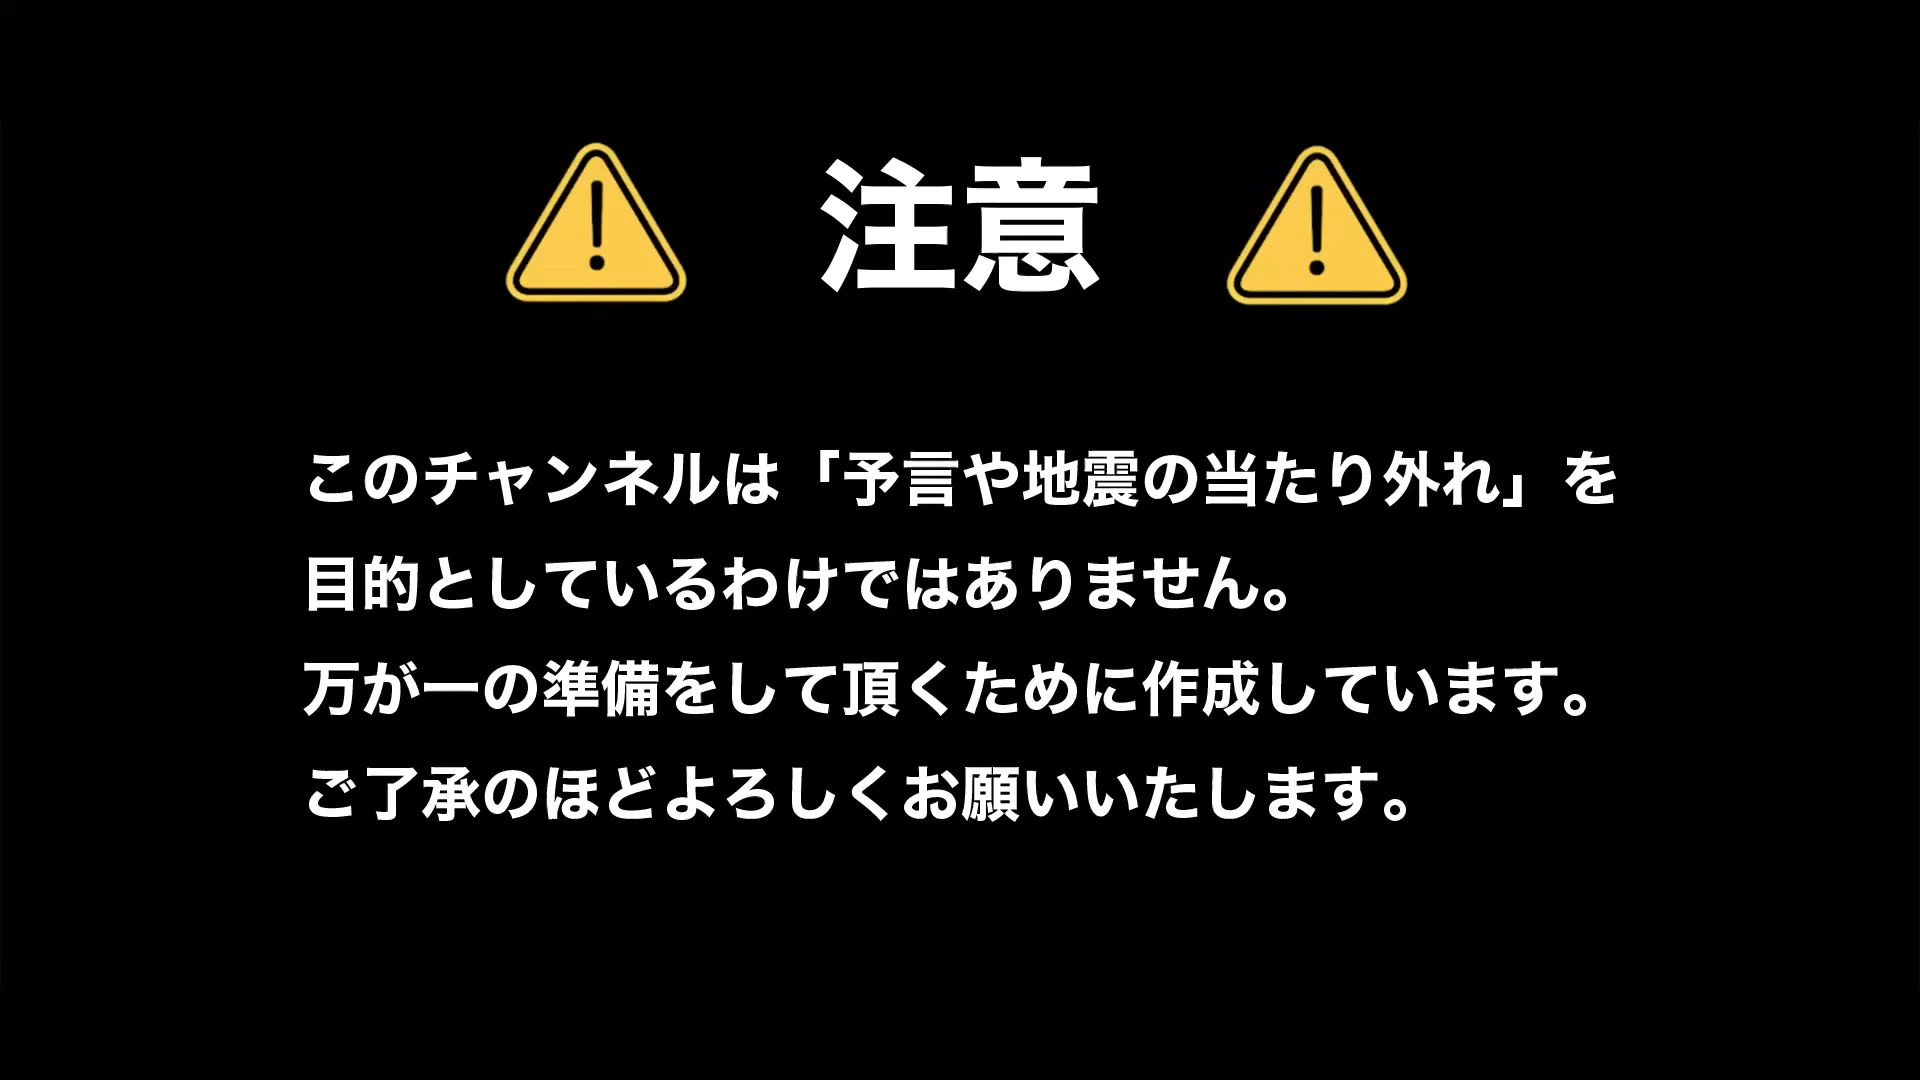 注意
このチャンネルは「予言や地震の当たり外れ」を
目的としているわけではありません。
万が一の準備をして頂くために作成しています。
ご了承のほどよろしくお願いいたします。